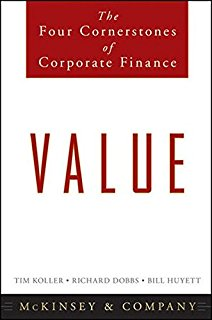 The
Four Cornerstones
of
Corporate Finance
VALUE
TIM KOLLER • RICHARD DOBBS • BILL HUYETT
McKINSEY & COMPANY